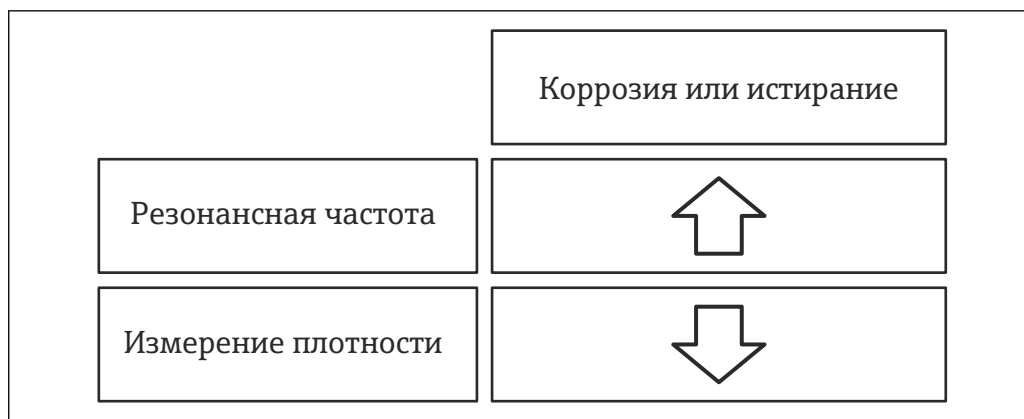 Коррозия или истирание
Резонансная частота
Измерение плотности